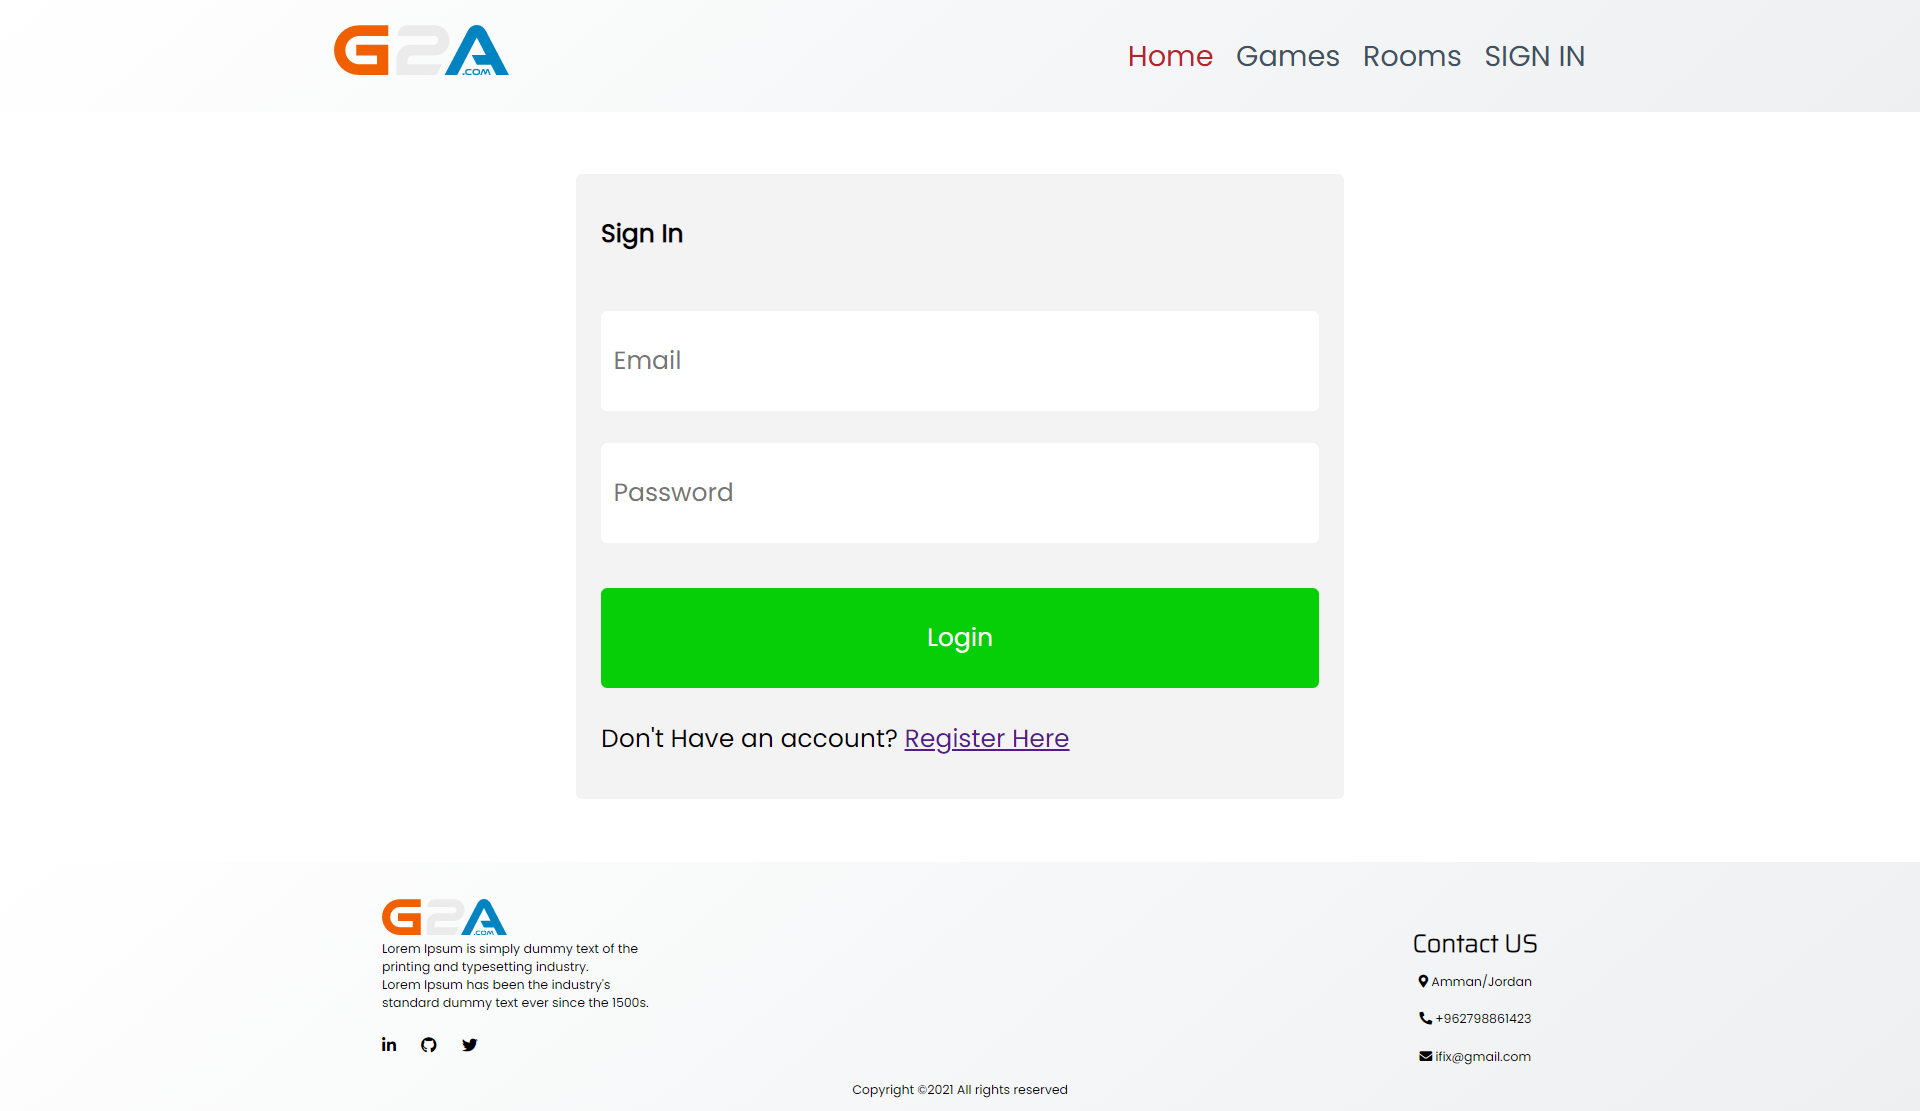 G2A
.COM
Home Games Rooms SIGN IN
Sign In
Email
Password
Login
Don't Have an account? Register Here
G2A
.COM
Lorem Ipsum is simply dummy text of the
printing and typesetting industry.
Lorem Ipsum has been the industry's
standard dummy text ever since the 1500s.
Contact US
Amman/Jordan
+962798861423
ifix@gmail.com
Copyright ©2021 All rights reserved